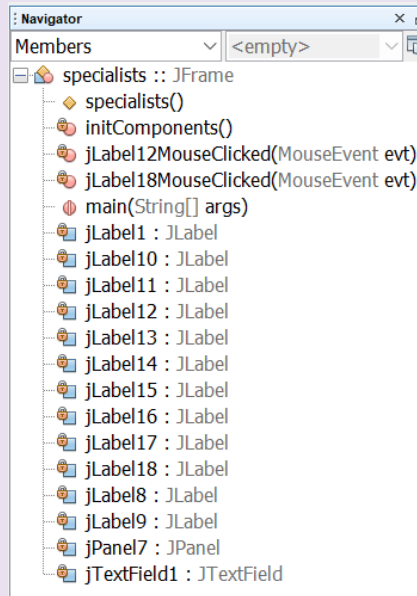 Navigator
Members <empty>
specialists :: JFrame
specialists()
initComponents()
jLabel12MouseClicked(MouseEvent evt)
jLabel18MouseClicked(MouseEvent evt)
main(String[] args)
jLabel1 : JLabel
jLabel10 : JLabel
jLabel11 : JLabel
jLabel12 : JLabel
jLabel13 : JLabel
jLabel14 : JLabel
jLabel15 : JLabel
jLabel16 : JLabel
jLabel17 : JLabel
jLabel18 : JLabel
jLabel8 : JLabel
jLabel9 : JLabel
jPanel7 : JPanel
jTextField1 : JTextField